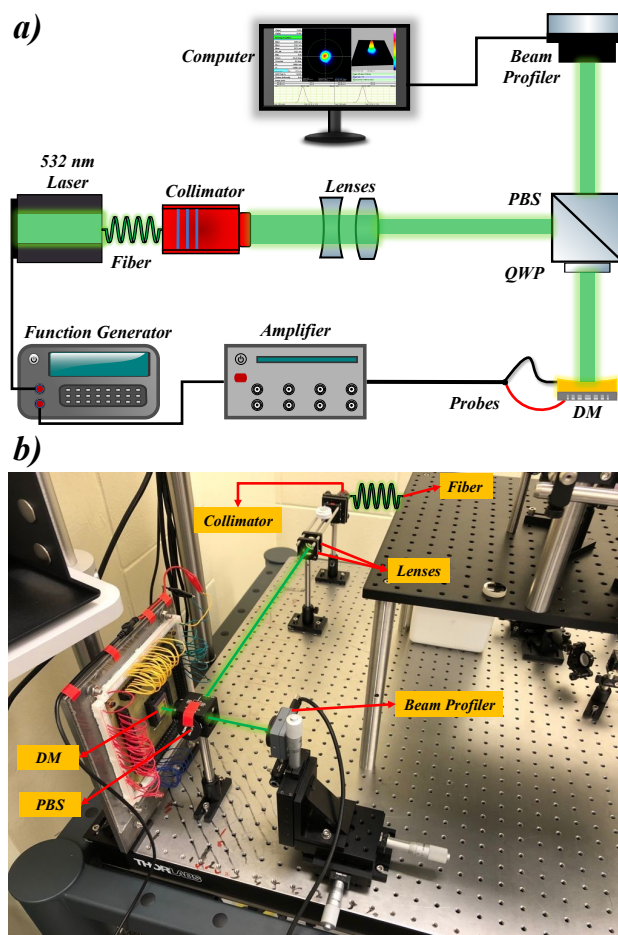 a)
Computer
Beam
Profiler
532 nm
Laser
Collimator
Lenses
PBS
Fiber
QWP
Function Generator
Amplifier
Probes
DM
b)
Fiber
Collimator
Lenses
Beam Profiler
DM
PBS
THORLABS